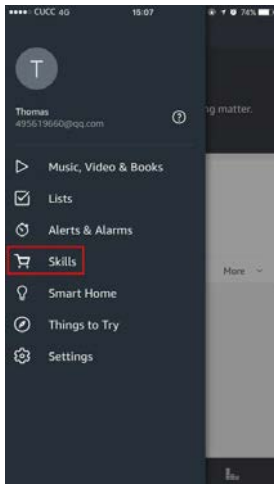 CUCC 4G 15:07 74%
T
Thomas
495619660@qq.com
ng matter.
Music, Video & Books
Lists
Alerts & Alarms
Skills
More
Smart Home
Things to Try
Settings